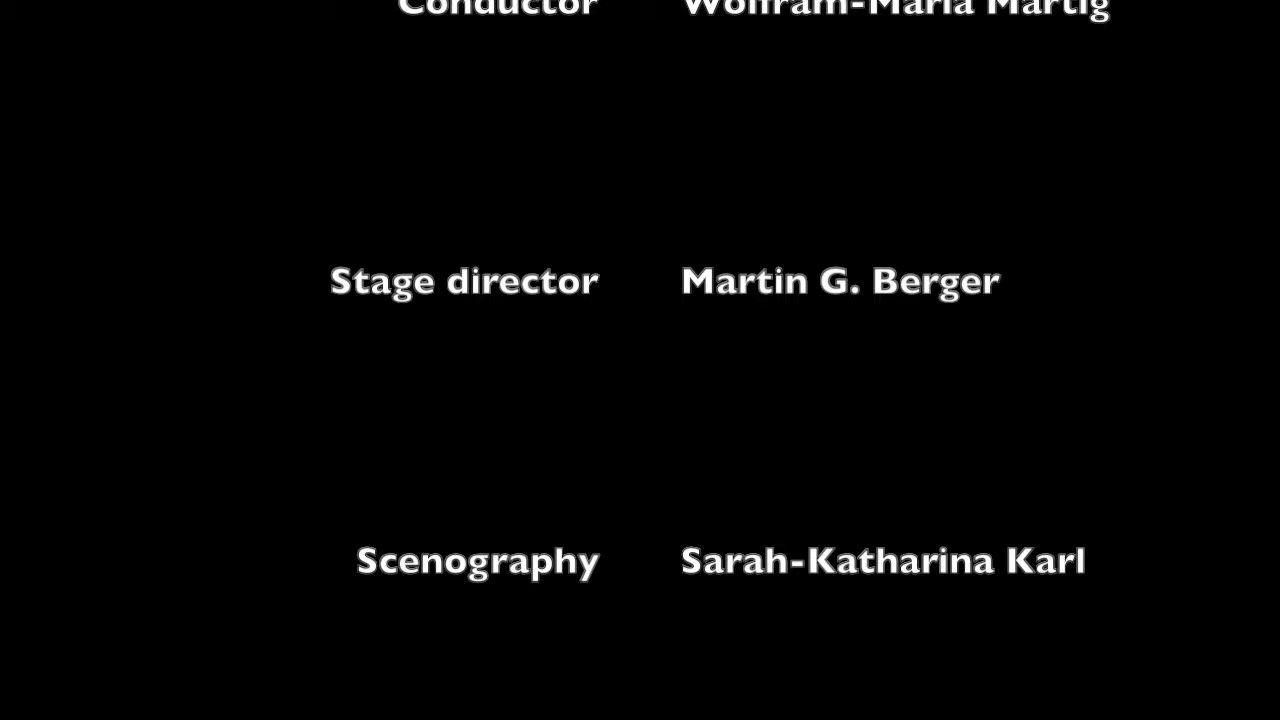 Conductor Wolfram-Maria Märtig
Stage director Martin G. Berger
Scenography Sarah-Katharina Karl